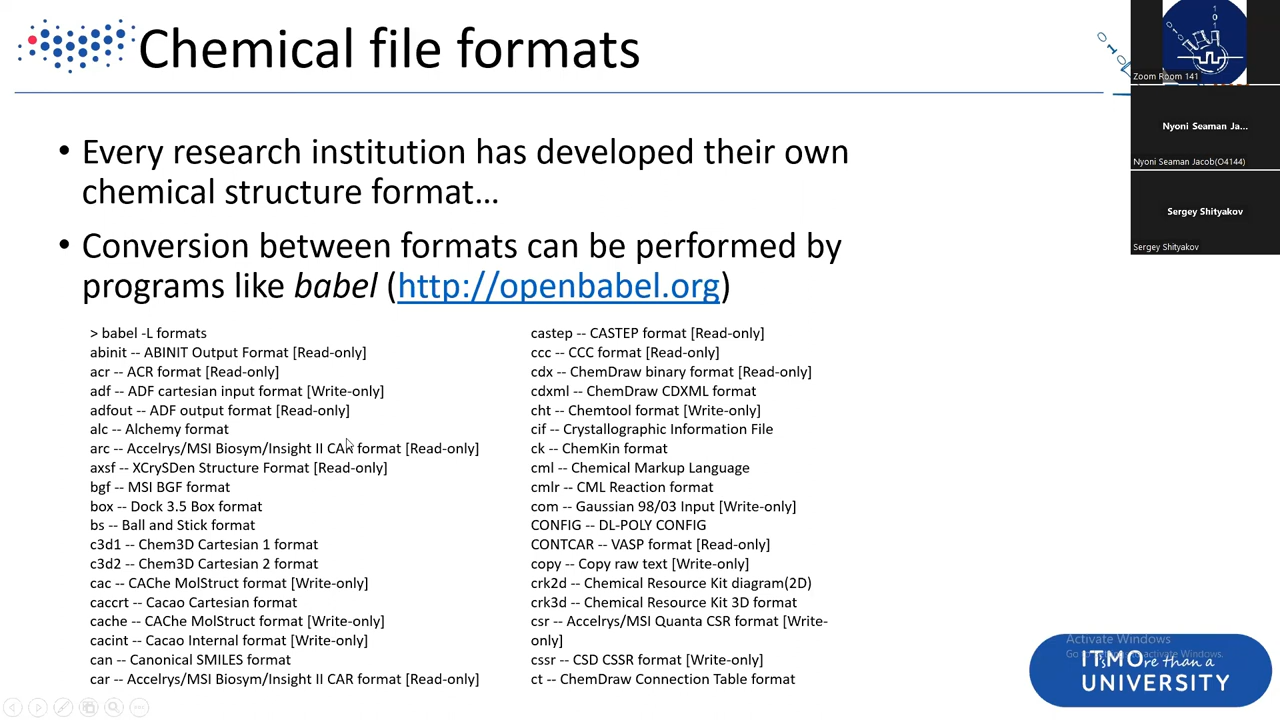 Chemical file formats
• Every research institution has developed their own
chemical structure format...
• Conversion between formats can be performed by
programs like babel (http://openbabel.org)
> babel -L formats
abinit -- ABINIT Output Format [Read-only]
acr -- ACR format [Read-only]
adf -- ADF cartesian input format [Write-only]
adfout -- ADF output format [Read-only]
alc -- Alchemy format
arc -- Accelrys/MSI Biosym/Insight II CAR format [Read-only]
axsf -- XCrySDen Structure Format [Read-only]
bgf -- MSI BGF format
box -- Dock 3.5 Box format
bs -- Ball and Stick format
c3d1 -- Chem3D Cartesian 1 format
c3d2 -- Chem3D Cartesian 2 format
cac -- CAChe MolStruct format [Write-only]
caccrt -- Cacao Cartesian format
cache -- CAChe MolStruct format [Write-only]
cacint -- Cacao Internal format [Write-only]
can -- Canonical SMILES format
car -- Accelrys/MSI Biosym/Insight II CAR format [Read-only]
castep -- CASTEP format [Read-only]
ccc -- CCC format [Read-only]
cdx -- ChemDraw binary format [Read-only]
cdxml -- ChemDraw CDXML format
cht -- Chemtool format [Write-only]
cif -- Crystallographic Information File
ck -- ChemKin format
cml -- Chemical Markup Language
cmlr -- CML Reaction format
com -- Gaussian 98/03 Input [Write-only]
CONFIG -- DL-POLY CONFIG
CONTCAR -- VASP format [Read-only]
copy -- Copy raw text [Write-only]
crk2d -- Chemical Resource Kit diagram(2D)
crk3d -- Chemical Resource Kit 3D format
csr -- Accelrys/MSI Quanta CSR format [Write-
only]
cssr -- CSD CSSR format [Write-only]
ct -- ChemDraw Connection Table format
Zoom Room 141
Nyoni Seaman Ja...
Nyoni Seaman Jacob(O4144)
Sergey Shityakov
Sergey Shityakov
Activate Windows
ITsMOre than a
UNIVERSITY